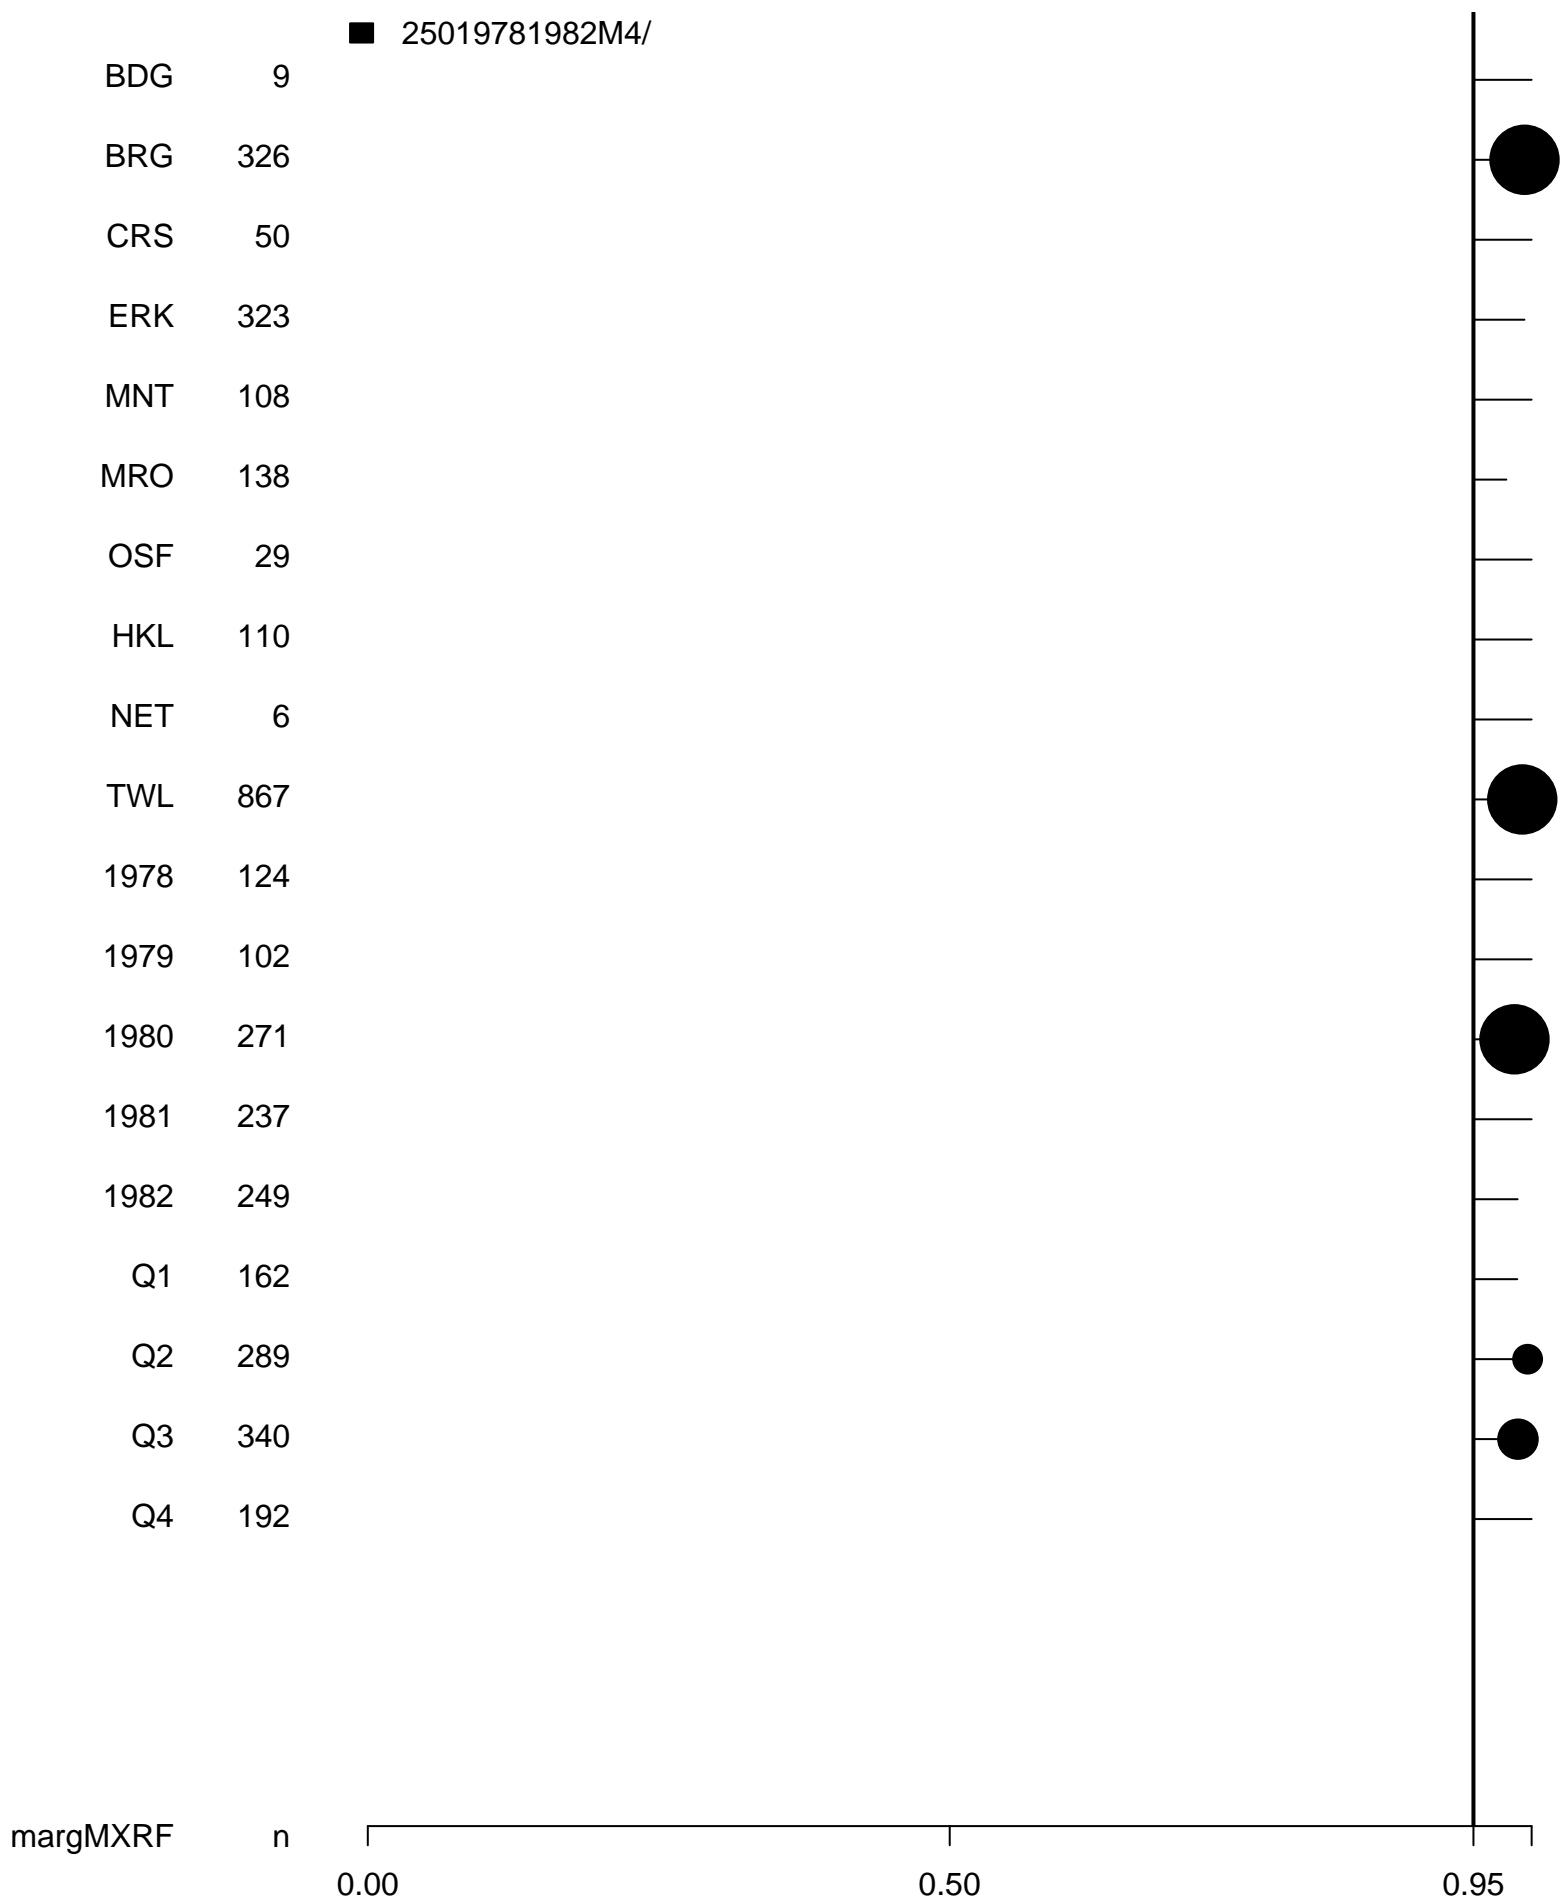 25019781982M4/
BDG 9
BRG 326
CRS 50
ERK 323
MNT 108
MRO 138
OSF 29
HKL 110
NET 6
TWL 867
1978 124
1979 102
1980 271
1981 237
1982 249
Q1 162
Q2 289
Q3 340
Q4 192
margMXRF n
0.00 0.50 0.95